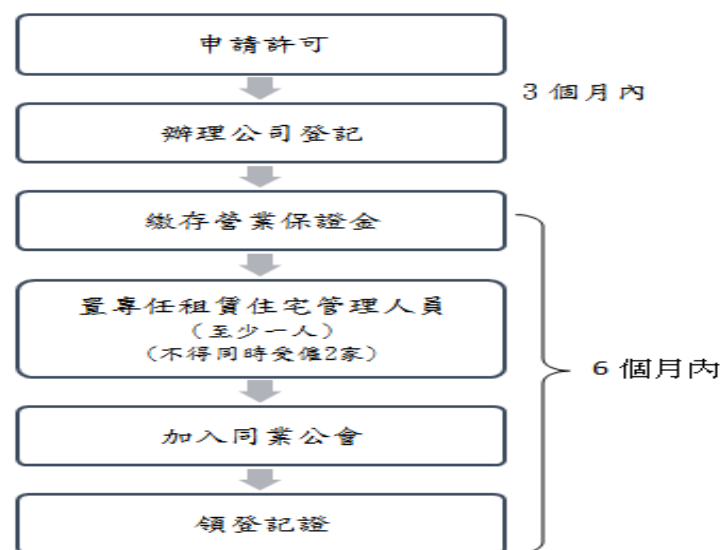 申請許可
3 個月內
辦理公司登記
繳存營業保證金
置專任租賃住宅管理人員
（至少一人）
(不得同時受僱2家)
6 個月內
加入同業公會
領登記證